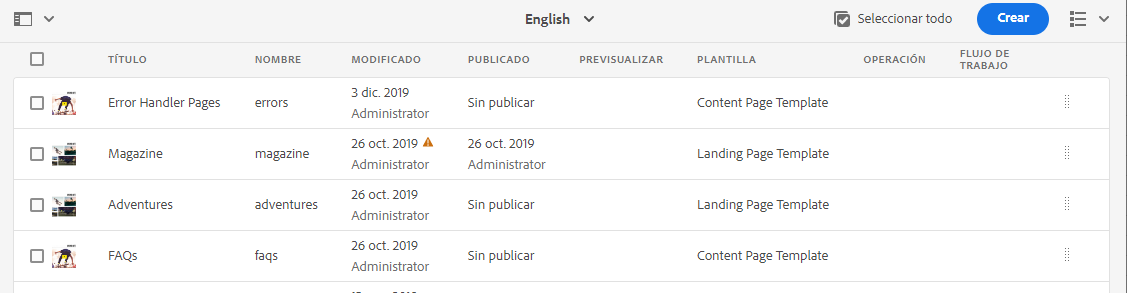 English
Seleccionar todo
Crear
TÍTULO NOMBRE MODIFICADO PUBLICADO PREVISUALIZAR PLANTILLA OPERACIÓN FLUJO DE
TRABAJO
Error Handler Pages errors 3 dic. 2019 Sin publicar Content Page Template
Administrator
Magazine magazine 26 oct. 2019 26 oct. 2019 Landing Page Template
Administrator Administrator
Adventures adventures 26 oct. 2019 Sin publicar Landing Page Template
Administrator
FAQs faqs 26 oct. 2019 Sin publicar Content Page Template
Administrator